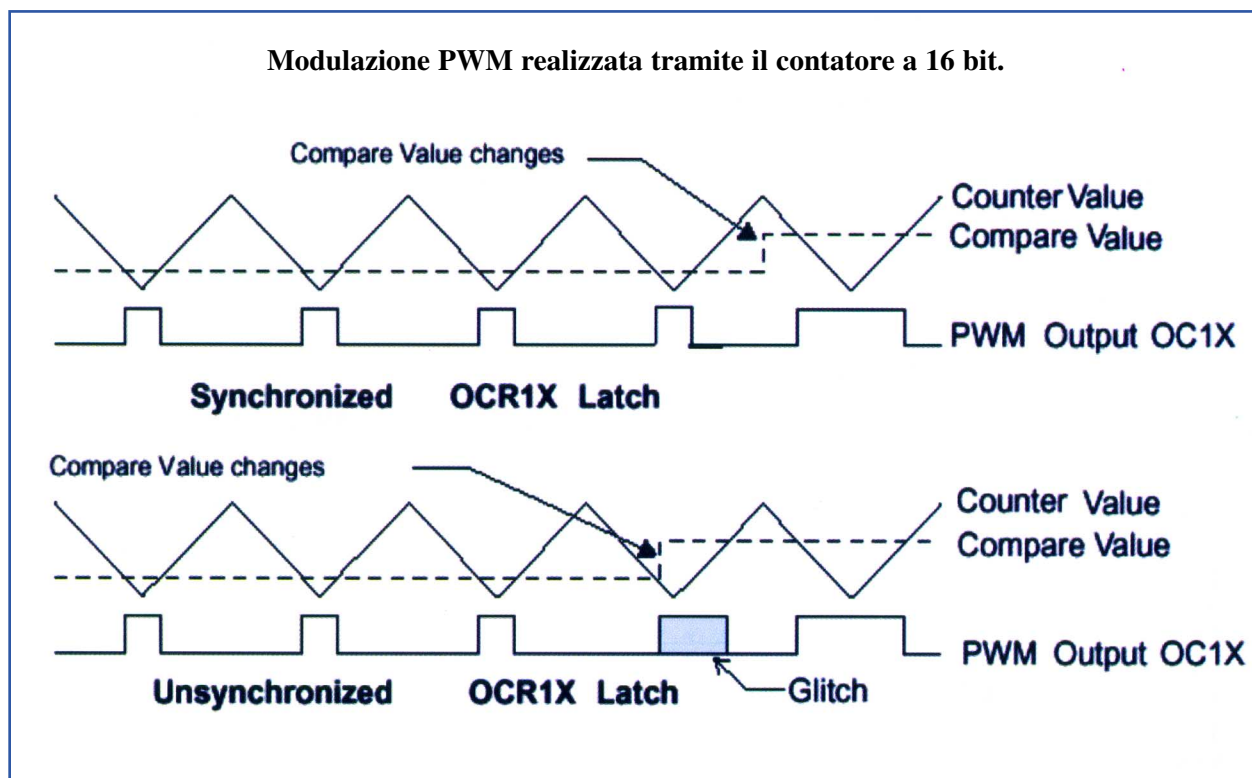 Modulazione PWM realizzata tramite il contatore a 16 bit.
Compare Value changes
Counter Value
Compare Value
PWM Output OC1X
Synchronized OCR1X Latch
Compare Value changes
Counter Value
Compare Value
PWM Output OC1X
Unsynchronized OCR1X Latch
Glitch